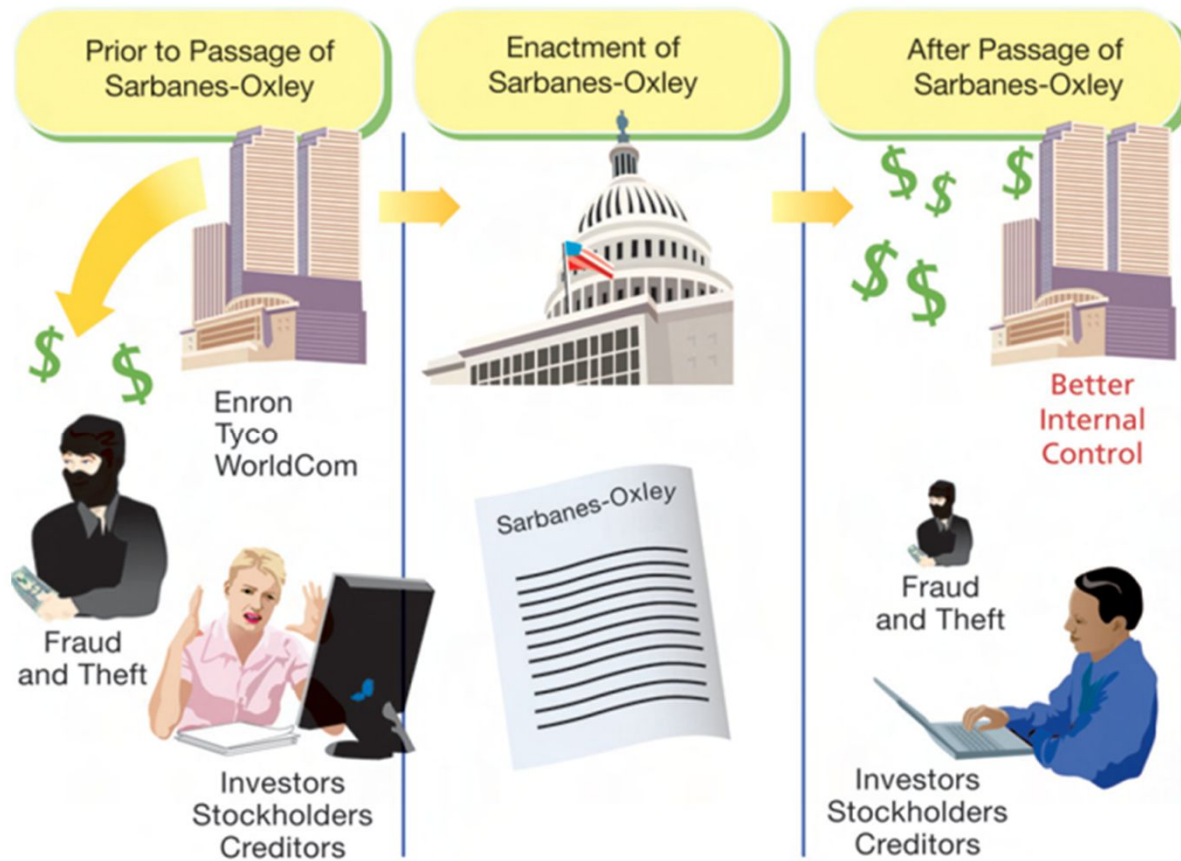 Prior to Passage of
Sarbanes-Oxley
Enron
Tyco
WorldCom
Fraud
and Theft
Investors
Stockholders
Creditors
Enactment of
Sarbanes-Oxley
Sarbanes-Oxley
After Passage of
Sarbanes-Oxley
Better
Internal
Control
Fraud
and Theft
Investors
Stockholders
Creditors